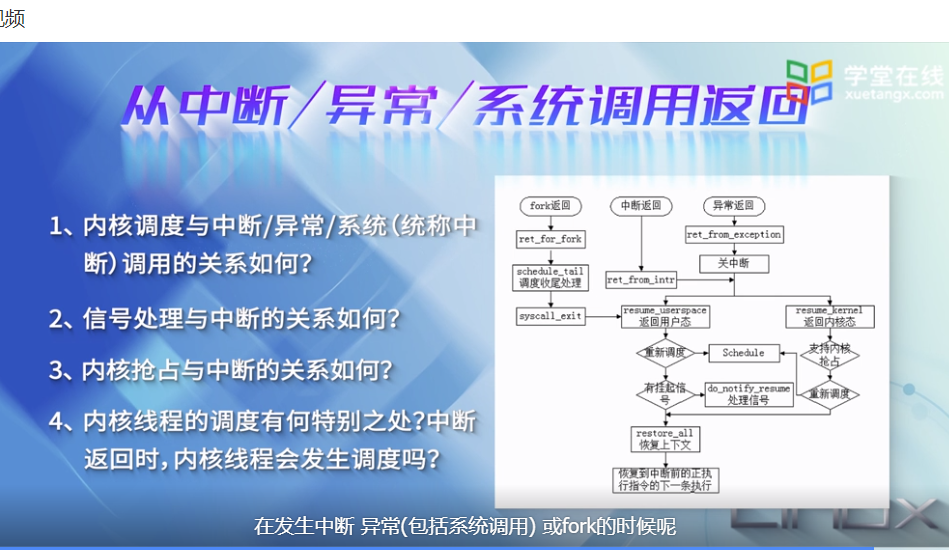 视频
从中断/异常/系统调用返回
学堂在线
xuetangx.com
1、内核调度与中断/异常/系统(统称中
断)调用的关系如何?
2、信号处理与中断的关系如何?
3、内核抢占与中断的关系如何?
4、内核线程的调度有何特别之处?中断
返回时,内核线程会发生调度吗?
fork返回
中断返回
异常返回
ret_for_fork
ret_from_exception
关中断
schedule_tail
调度收尾处理
ret_from_intr
syscall_exit
resume_userspace
返回用户态
resume_kernel
返回内核态
重新调度
Schedule
支持内核
抢占
有挂起信
号
do_notify_resume
处理信号
重新调度
restore_all
恢复上下文
恢复到中断前的正执
行指令的下一条执行
在发生中断 异常(包括系统调用) 或fork的时候呢